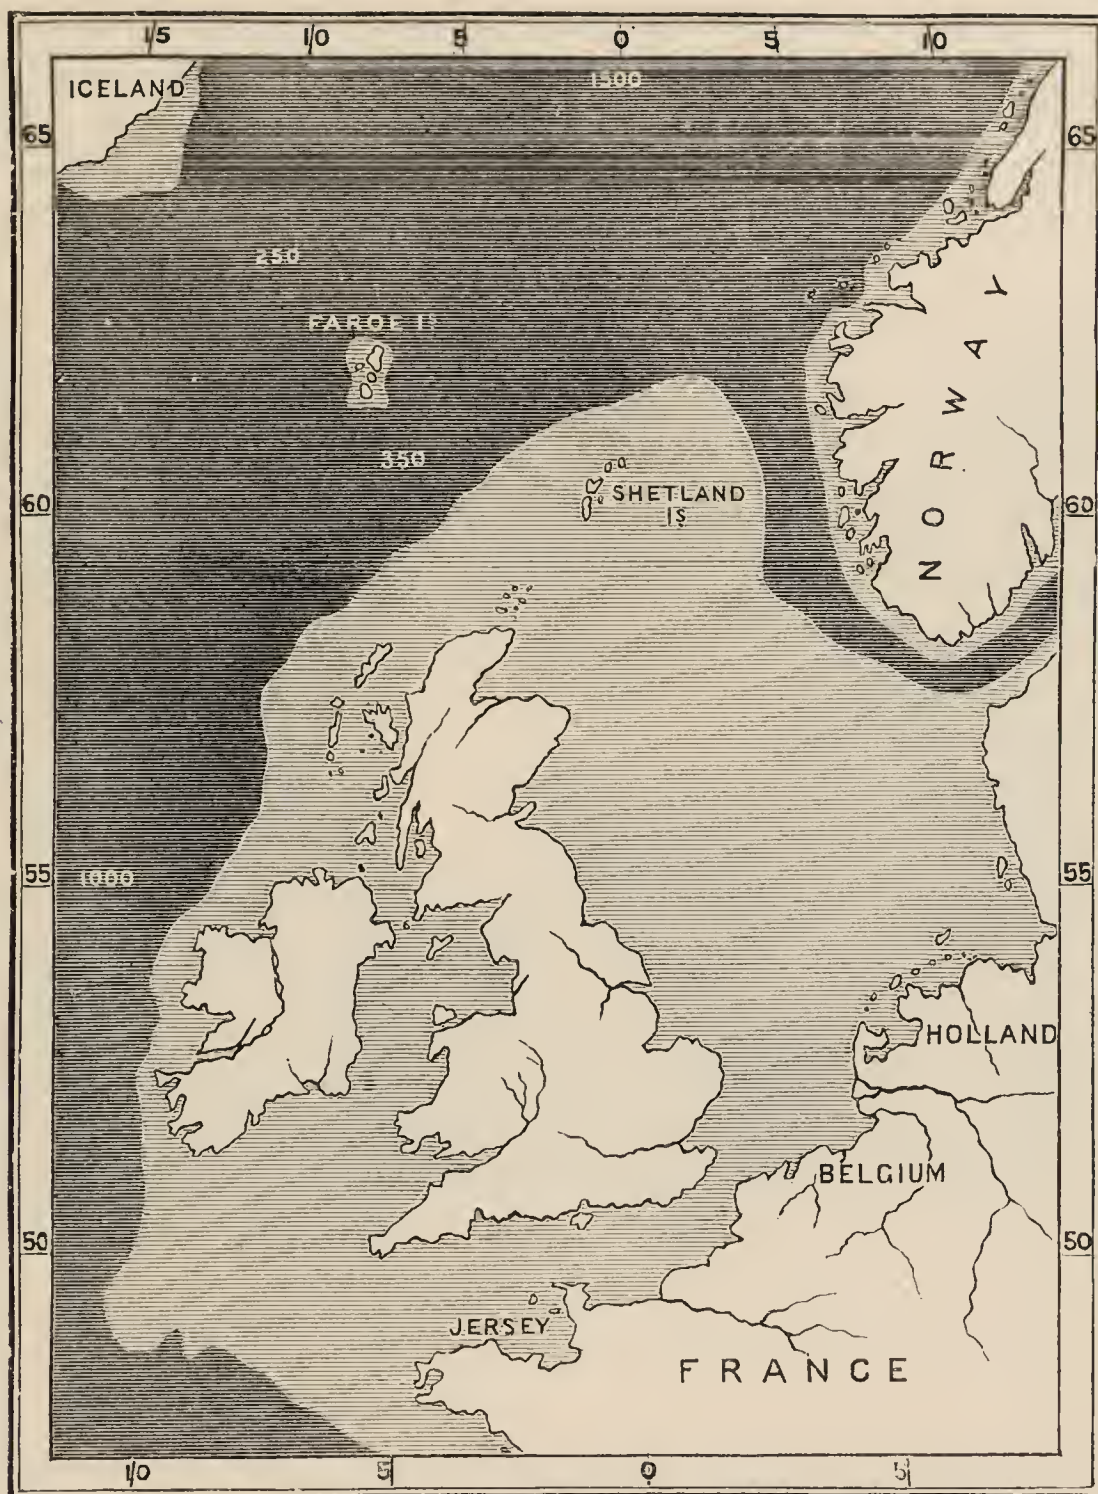 15 10 5 0 5 10
ICELAND
1500
65 65
250
FAROE IS
NORWAY
350
60 60
SHETLAND
IS
1000
55 55
HOLLAND
BELGIUM
50 50
JERSEY
FRANCE
10 5 0 5